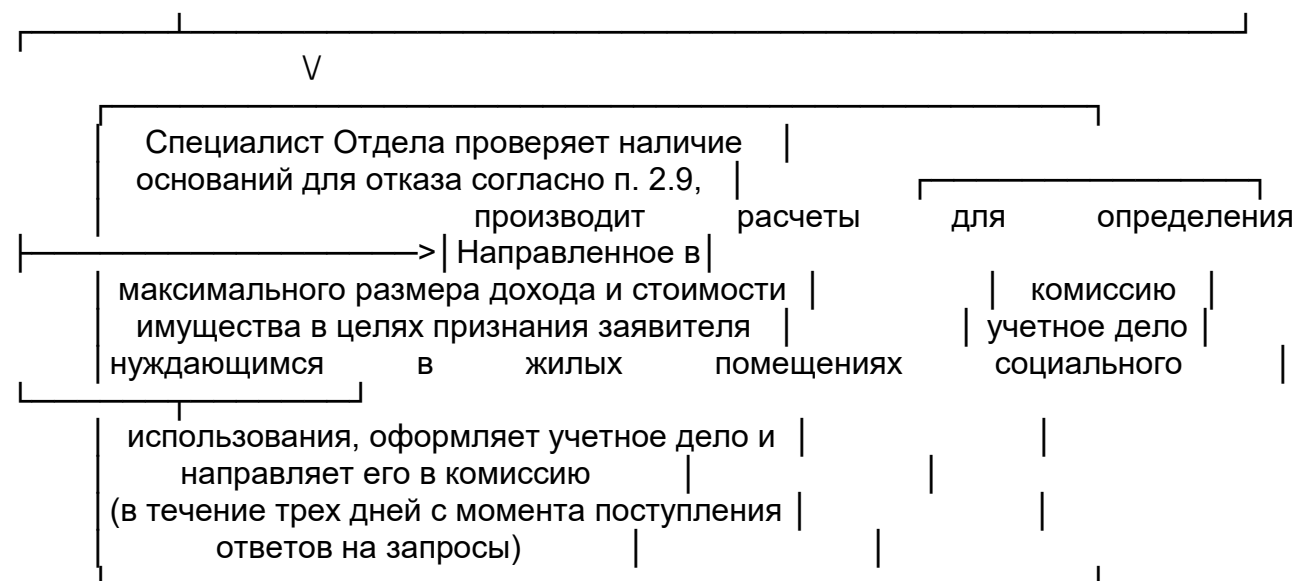 \/
Специалист Отдела проверяет наличие
оснований для отказа согласно п. 2.9,
производит расчеты для определения
>│Направленное в│
максимального размера дохода и стоимости │ │ комиссию │
имущества в целях признания заявителя │ │ учетное дело │
│нуждающимся в жилых помещениях социального │
│ использования, оформляет учетное дело и │ │
│ направляет его в комиссию │ │
│(в течение трех дней с момента поступления │ │
│ ответов на запросы) │ │